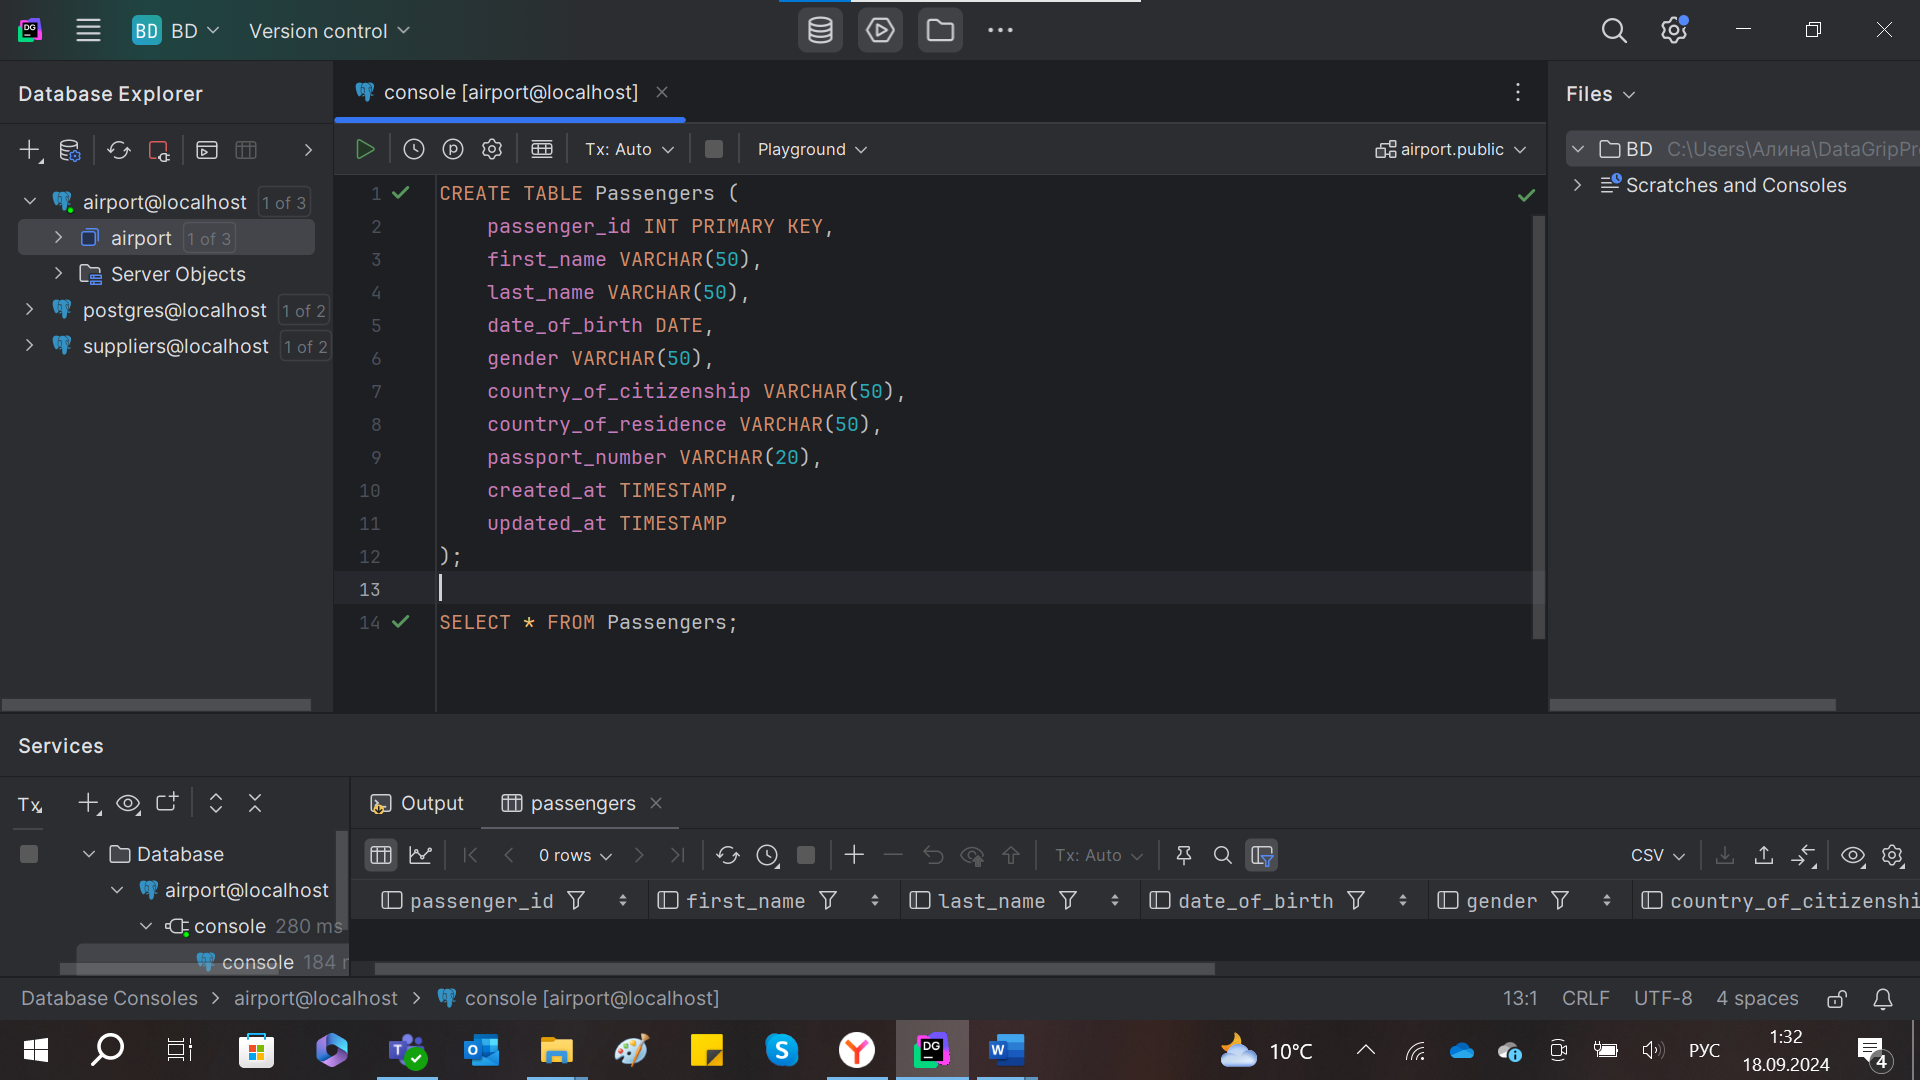 DG
BD
BD
Version control
Database Explorer
console [airport@localhost]
Files
Tx: Auto
Playground
airport.public
BD C:\Users\Алина\DataGripPr
Scratches and Consoles
airport@localhost 1 of 3
airport 1 of 3
Server Objects
postgres@localhost 1 of 2
suppliers@localhost 1 of 2
1 CREATE TABLE Passengers (
2 passenger_id INT PRIMARY KEY,
3 first_name VARCHAR(50),
4 last_name VARCHAR(50),
5 date_of_birth DATE,
6 gender VARCHAR(50),
7 country_of_citizenship VARCHAR(50),
8 country_of_residence VARCHAR(50),
9 passport_number VARCHAR(20),
10 created_at TIMESTAMP,
11 updated_at TIMESTAMP
12 );
13
14 SELECT * FROM Passengers;
Services
Tx
Output
passengers
Database
airport@localhost
console 280 ms
console 184
0 rows
Tx: Auto
CSV
passenger_id
first_name
last_name
date_of_birth
gender
country_of_citizenshi
Database Consoles
airport@localhost
console [airport@localhost]
13:1
CRLF
UTF-8
4 spaces
10°C
РУС
1:32
18.09.2024
4